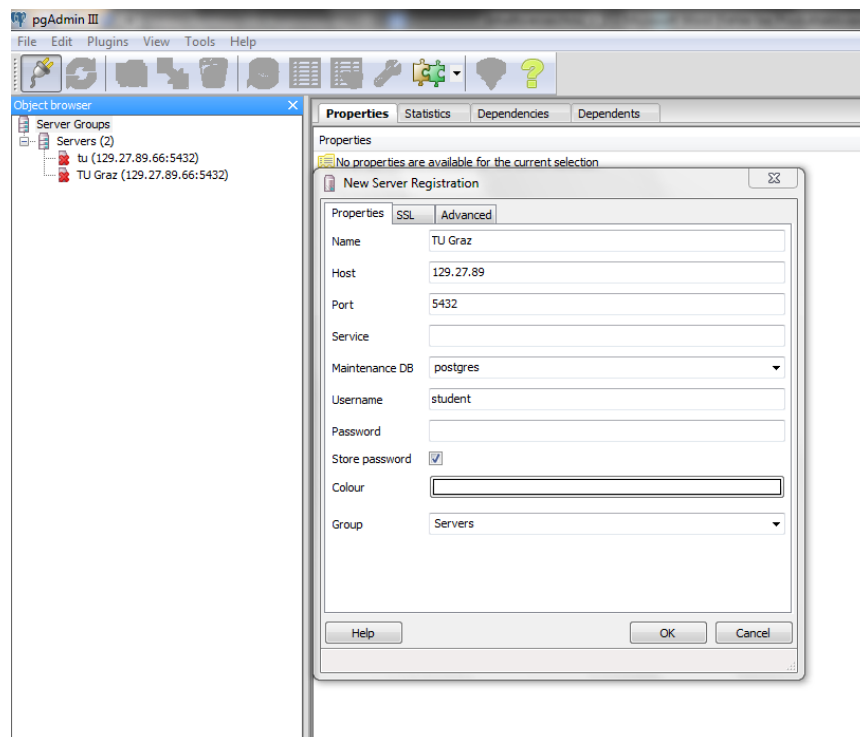 pgAdmin III
File Edit Plugins View Tools Help
Object browser
Server Groups
Servers (2)
tu (129.27.89.66:5432)
TU Graz (129.27.89.66:5432)
Properties Statistics Dependencies Dependents
Properties
No properties are available for the current selection
New Server Registration
Properties SSL Advanced
Name TU Graz
Host 129.27.89
Port 5432
Service
Maintenance DB postgres
Username student
Password
Store password
Colour
Group Servers
Help OK Cancel